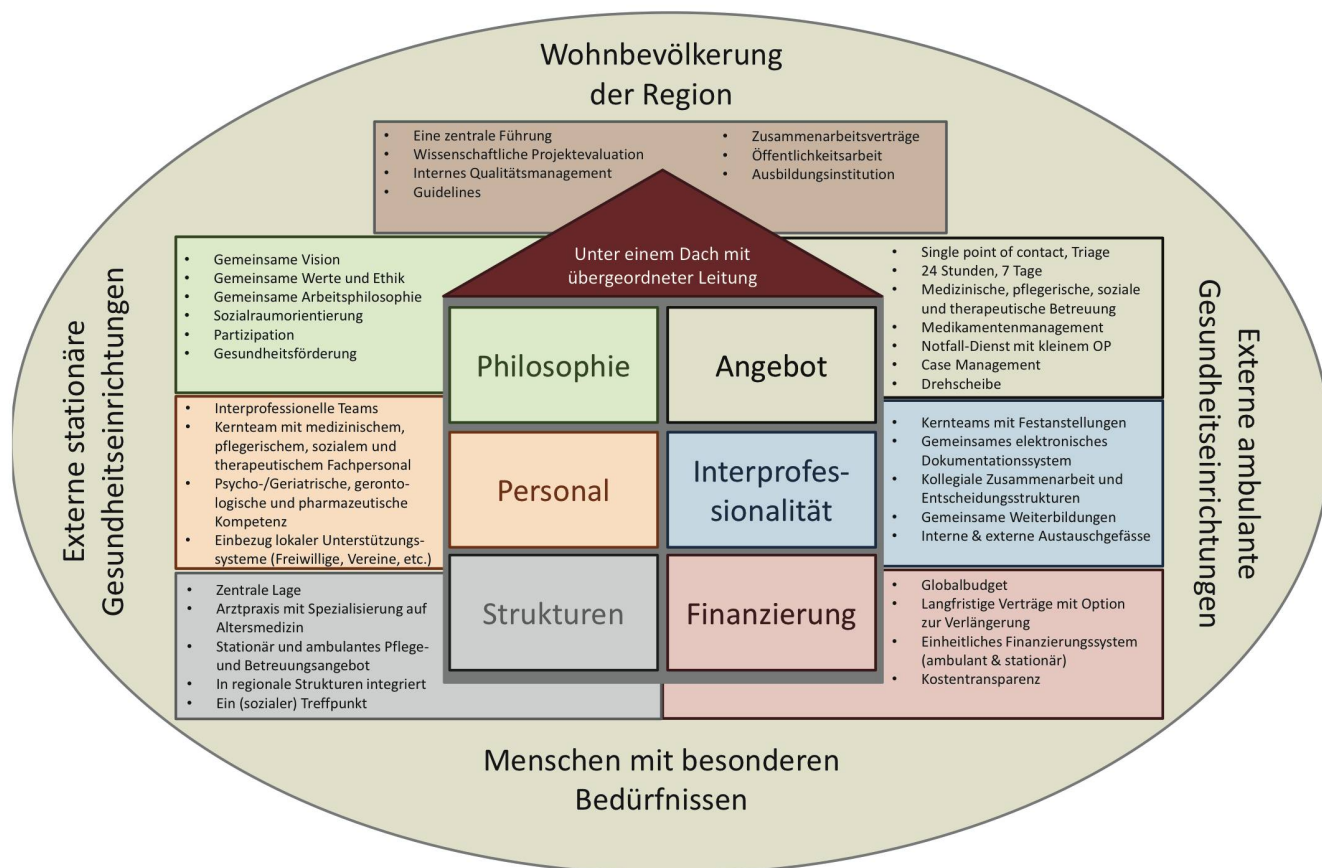 Wohnbevölkerung
der Region
• Eine zentrale Führung
• Wissenschaftliche Projektevaluation
• Internes Qualitätsmanagement
• Guidelines
• Zusammenarbeitsverträge
• Öffentlichkeitsarbeit
• Ausbildungsinstitution
Unter einem Dach mit
übergeordneter Leitung
Externe stationäre
Gesundheitseinrichtungen
• Gemeinsame Vision
• Gemeinsame Werte und Ethik
• Gemeinsame Arbeitsphilosophie
• Sozialraumorientierung
• Partizipation
• Gesundheitsförderung
Philosophie
Angebot
• Single point of contact, Triage
• 24 Stunden, 7 Tage
• Medizinische, pflegerische, soziale
und therapeutische Betreuung
• Medikamentenmanagement
• Notfall-Dienst mit kleinem OP
• Case Management
• Drehscheibe
• Interprofessionelle Teams
• Kernteam mit medizinischem,
pflegerischem, sozialem und
therapeutischem Fachpersonal
• Psycho-/Geriatrische, geronto-
logische und pharmazeutische
Kompetenz
• Einbezug lokaler Unterstützungs-
systeme (Freiwillige, Vereine, etc.)
Personal
Interprofes-
sionalität
• Kernteams mit Festanstellungen
• Gemeinsames elektronisches
Dokumentationssystem
• Kollegiale Zusammenarbeit und
Entscheidungsstrukturen
• Gemeinsame Weiterbildungen
• Interne & externe Austauschgefässe
• Zentrale Lage
• Arztpraxis mit Spezialisierung auf
Altersmedizin
• Stationär und ambulantes Pflege-
und Betreuungsangebot
• In regionale Strukturen integriert
• Ein (sozialer) Treffpunkt
Strukturen
Finanzierung
• Globalbudget
• Langfristige Verträge mit Option
zur Verlängerung
• Einheitliches Finanzierungssystem
(ambulant & stationär)
• Kostentransparenz
Externe ambulante
Gesundheitseinrichtungen
Menschen mit besonderen
Bedürfnissen